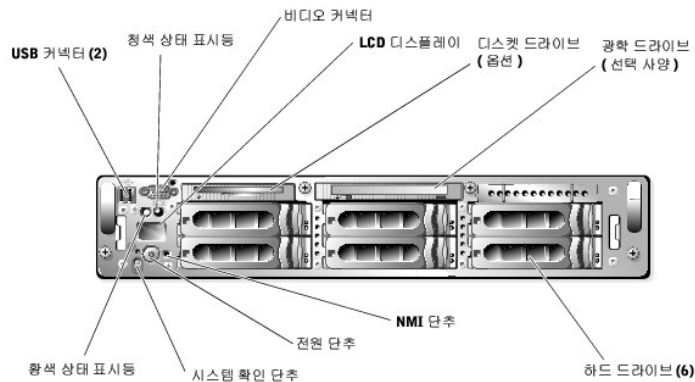 비디오 커넥터
청색 상태 표시등
LCD 디스플레이
디스켓 드라이브
( 옵션 )
광학 드라이브
( 선택 사양 )
USB 커넥터 (2)
NMI 단추
전원 단추
황색 상태 표시등
시스템 확인 단추
하드 드라이브 (6)